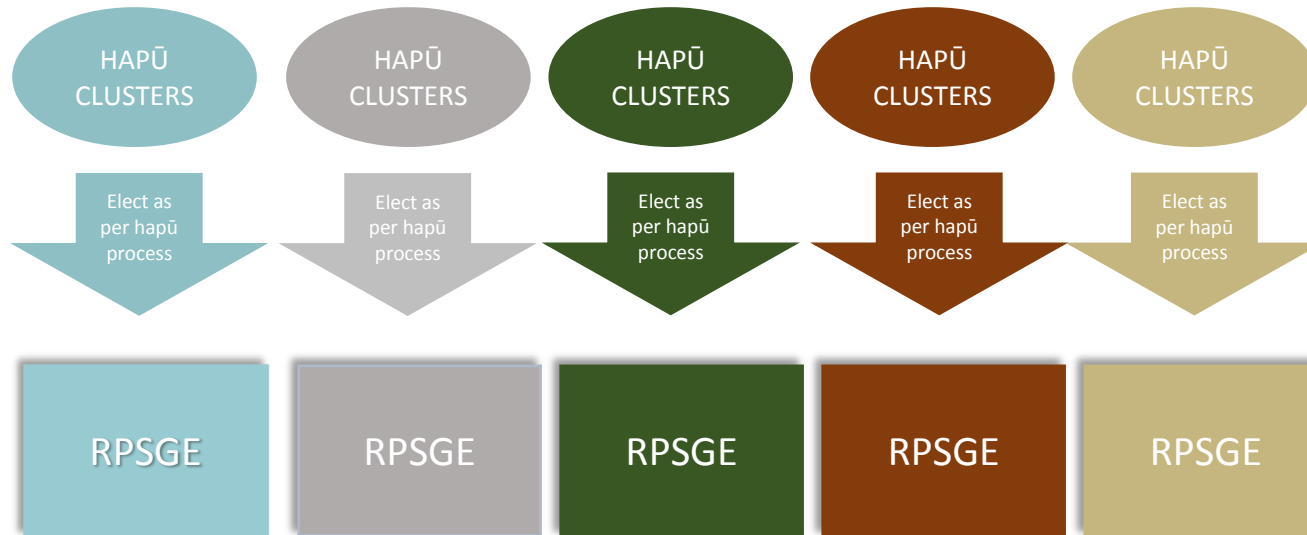 HAPŪ
CLUSTERS
HAPŪ
CLUSTERS
HAPŪ
CLUSTERS
HAPŪ
CLUSTERS
HAPŪ
CLUSTERS
Elect as
per hapū
process
Elect as
per hapū
process
Elect as
per hapū
process
Elect as
per hapū
process
Elect as
per hapū
process
RPSGE
RPSGE
RPSGE
RPSGE
RPSGE